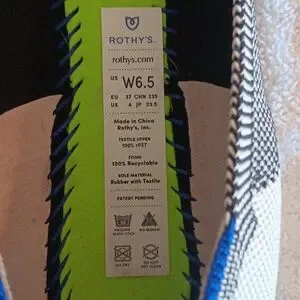 ROTHY'S
rothys.com
US W6.5
EU 37 CHN 235
UK 4 JP 23.5
Made in China
Rothy's, Inc.
TEXTILE UPPER
100% rPET
FOAM
100% Recyclable
SOLE MATERIAL
Rubber with Textile
PATENT PENDING
MACHINE WASH COLD
NO BLEACH
AIR DRY
DO NOT DRY CLEAN